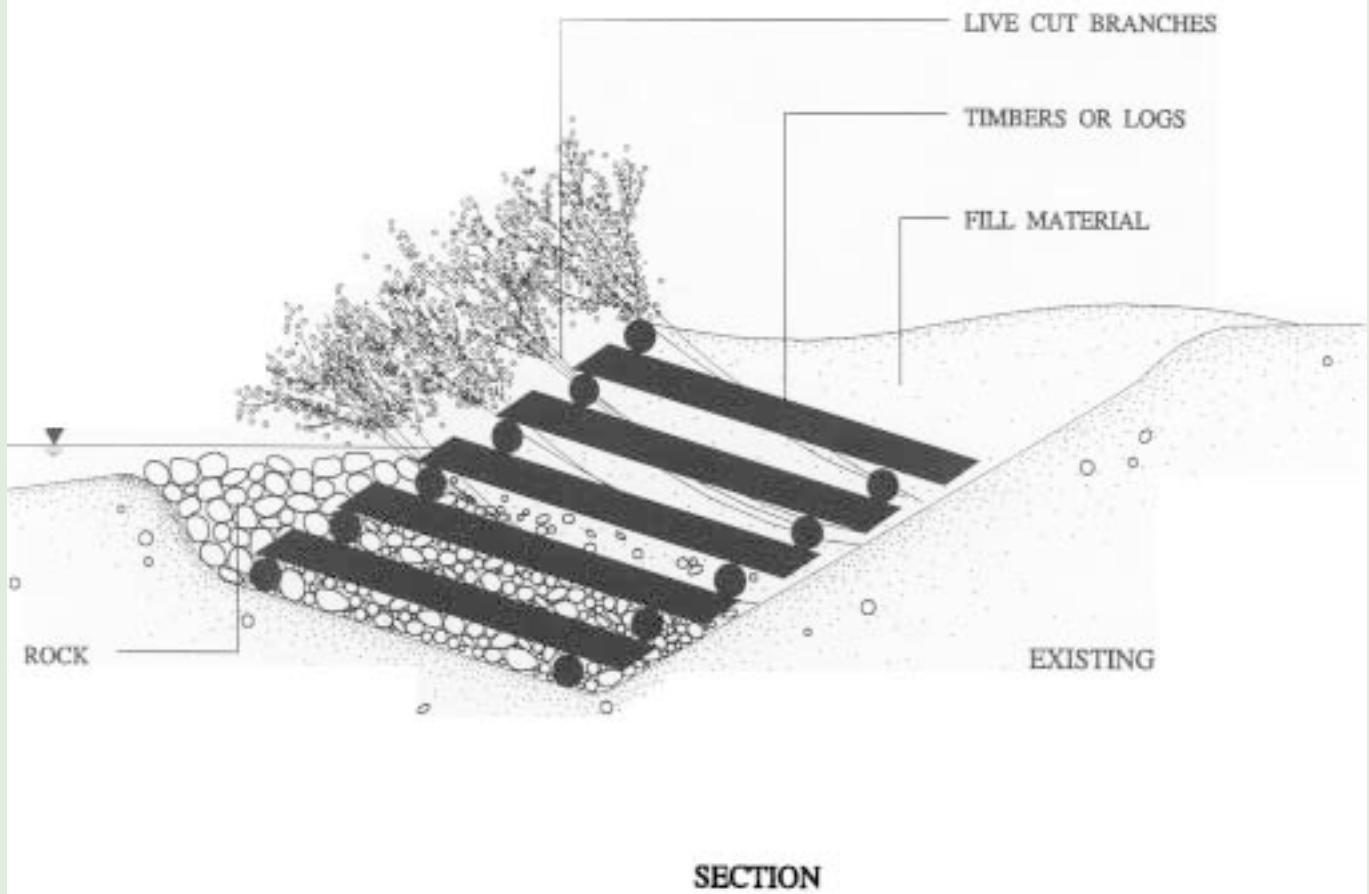 LIVE CUT BRANCHES
TIMBERS OR LOGS
FILL MATERIAL
ROCK
EXISTING
SECTION